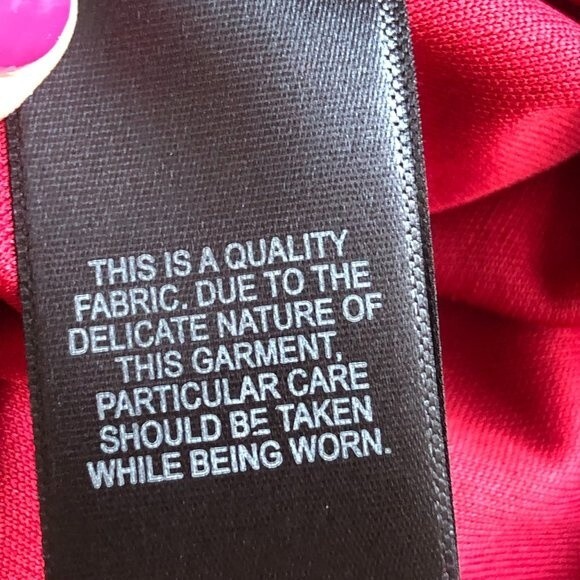 THIS IS A QUALITY
FABRIC. DUE TO THE
DELICATE NATURE OF
THIS GARMENT,
PARTICULAR CARE
SHOULD BE TAKEN
WHILE BEING WORN.